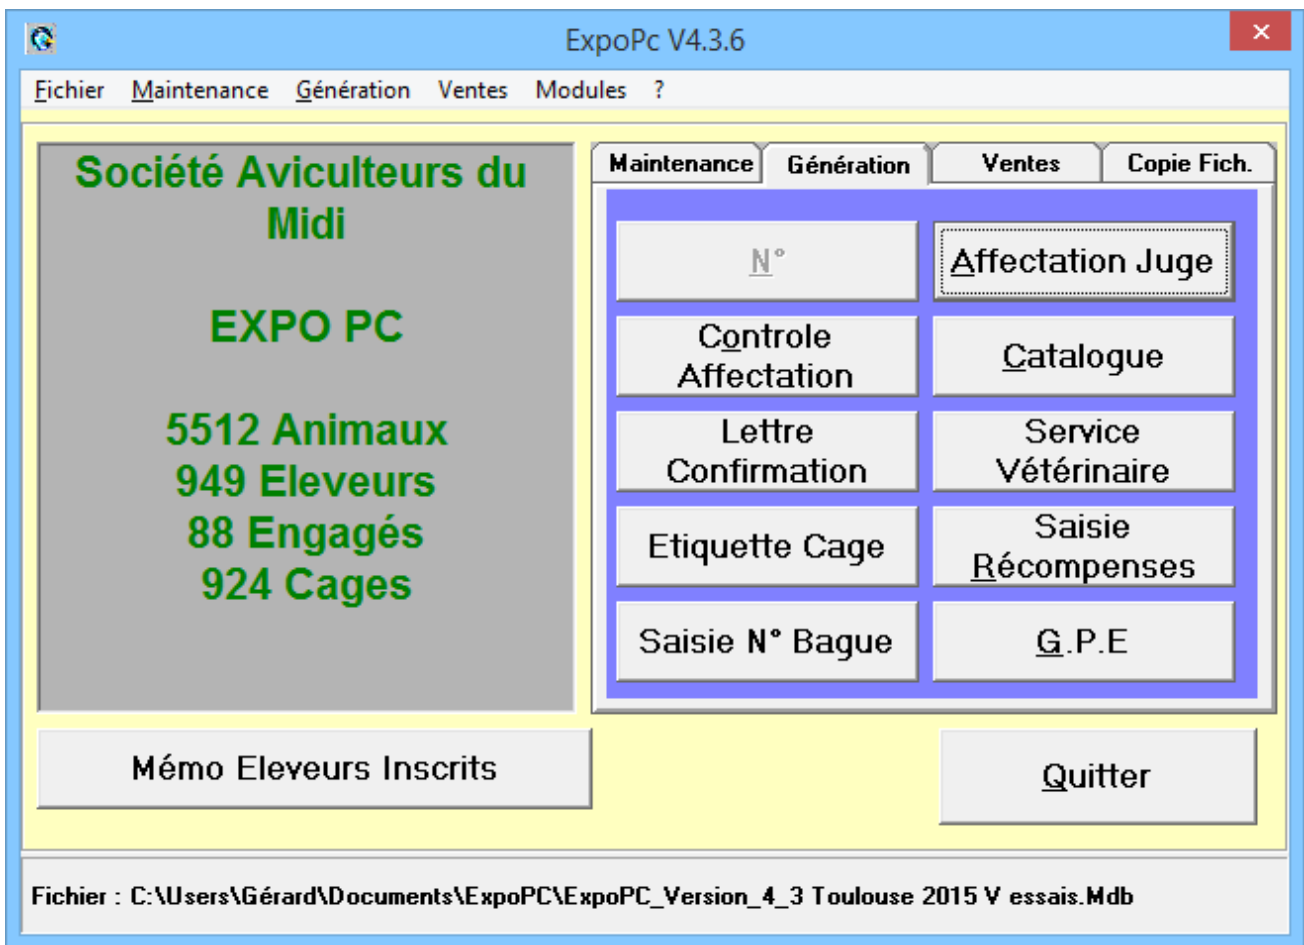 ExpoPc V4.3.6
Fichier Maintenance Génération Ventes Modules ?
Société Aviculteurs du
Midi
EXPO PC
5512 Animaux
949 Eleveurs
88 Engagés
924 Cages
Maintenance Génération Ventes Copie Fich.
N° Affectation Juge
Controle
Affectation
Catalogue
Lettre
Confirmation
Service
Vétérinaire
Etiquette Cage
Saisie
Récompenses
Saisie N° Bague
G.P.E
Mémo Eleveurs Inscrits
Quitter
Fichier : C:\Users\Gérard\Documents\ExpoPC\ExpoPC_Version_4_3 Toulouse 2015 V essais.Mdb